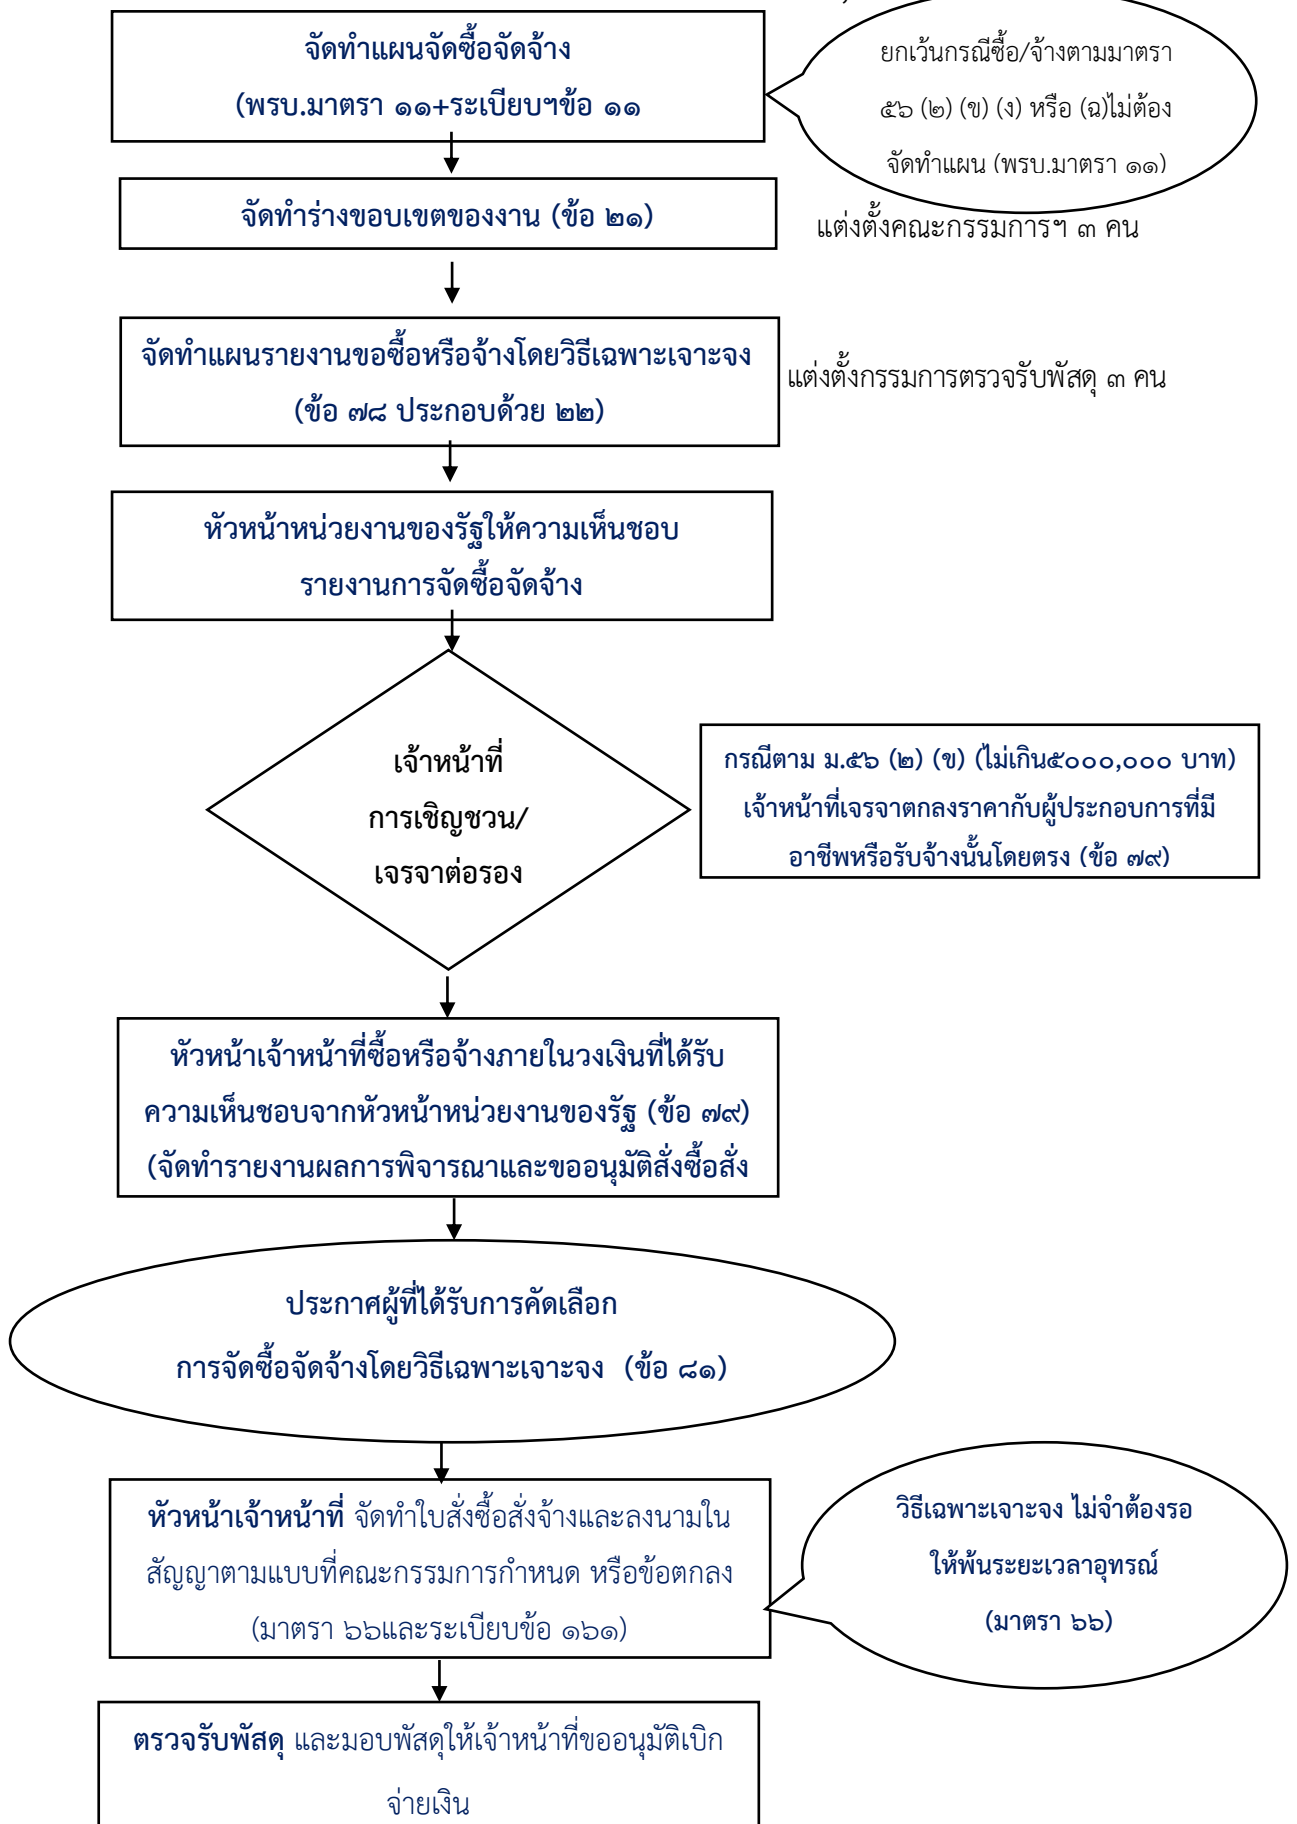 จัดทำแผนจัดซื้อจัดจ้าง
(พรบ.มาตรา ๑๑+ระเบียบฯข้อ ๑๑
ยกเว้นกรณีซื้อ/จ้างตามมาตรา
๕๖ (๒) (ข) (ง) หรือ (ฉ)ไม่ต้อง
จัดทำแผน (พรบ.มาตรา ๑๑)
จัดทำร่างขอบเขตของงาน (ข้อ ๒๑)
แต่งตั้งคณะกรรมการฯ ๓ คน
จัดทำแผนรายงานขอซื้อหรือจ้างโดยวิธีเฉพาะเจาะจง
(ข้อ ๗๘ ประกอบด้วย ๒๒)
แต่งตั้งกรรมการตรวจรับพัสดุ ๓ คน
หัวหน้าหน่วยงานของรัฐให้ความเห็นชอบ
รายงานการจัดซื้อจัดจ้าง
เจ้าหน้าที่
การเชิญชวน/
เจรจาต่อรอง
กรณีตาม ม.๕๖ (๒) (ข) (ไม่เกิน๕๐๐๐,๐๐๐ บาท)
เจ้าหน้าที่เจรจาตกลงราคากับผู้ประกอบการที่มี
อาชีพหรือรับจ้างนั้นโดยตรง (ข้อ ๗๙)
หัวหน้าเจ้าหน้าที่ซื้อหรือจ้างภายในวงเงินที่ได้รับ
ความเห็นชอบจากหัวหน้าหน่วยงานของรัฐ (ข้อ ๗๙)
(จัดทำรายงานผลการพิจารณาและขออนุมัติสั่งซื้อสั่ง
ประกาศผู้ที่ได้รับการคัดเลือก
การจัดซื้อจัดจ้างโดยวิธีเฉพาะเจาะจง (ข้อ ๘๑)
หัวหน้าเจ้าหน้าที่ จัดทำใบสั่งซื้อสั่งจ้างและลงนามใน
สัญญาตามแบบที่คณะกรรมการกำหนด หรือข้อตกลง
(มาตรา ๖๖และระเบียบข้อ ๑๖๑)
วิธีเฉพาะเจาะจง ไม่จำต้องรอ
ให้พ้นระยะเวลาอุทรณ์
(มาตรา ๖๖)
ตรวจรับพัสดุ และมอบพัสดุให้เจ้าหน้าที่ขออนุมัติเบิก
จ่ายเงิน